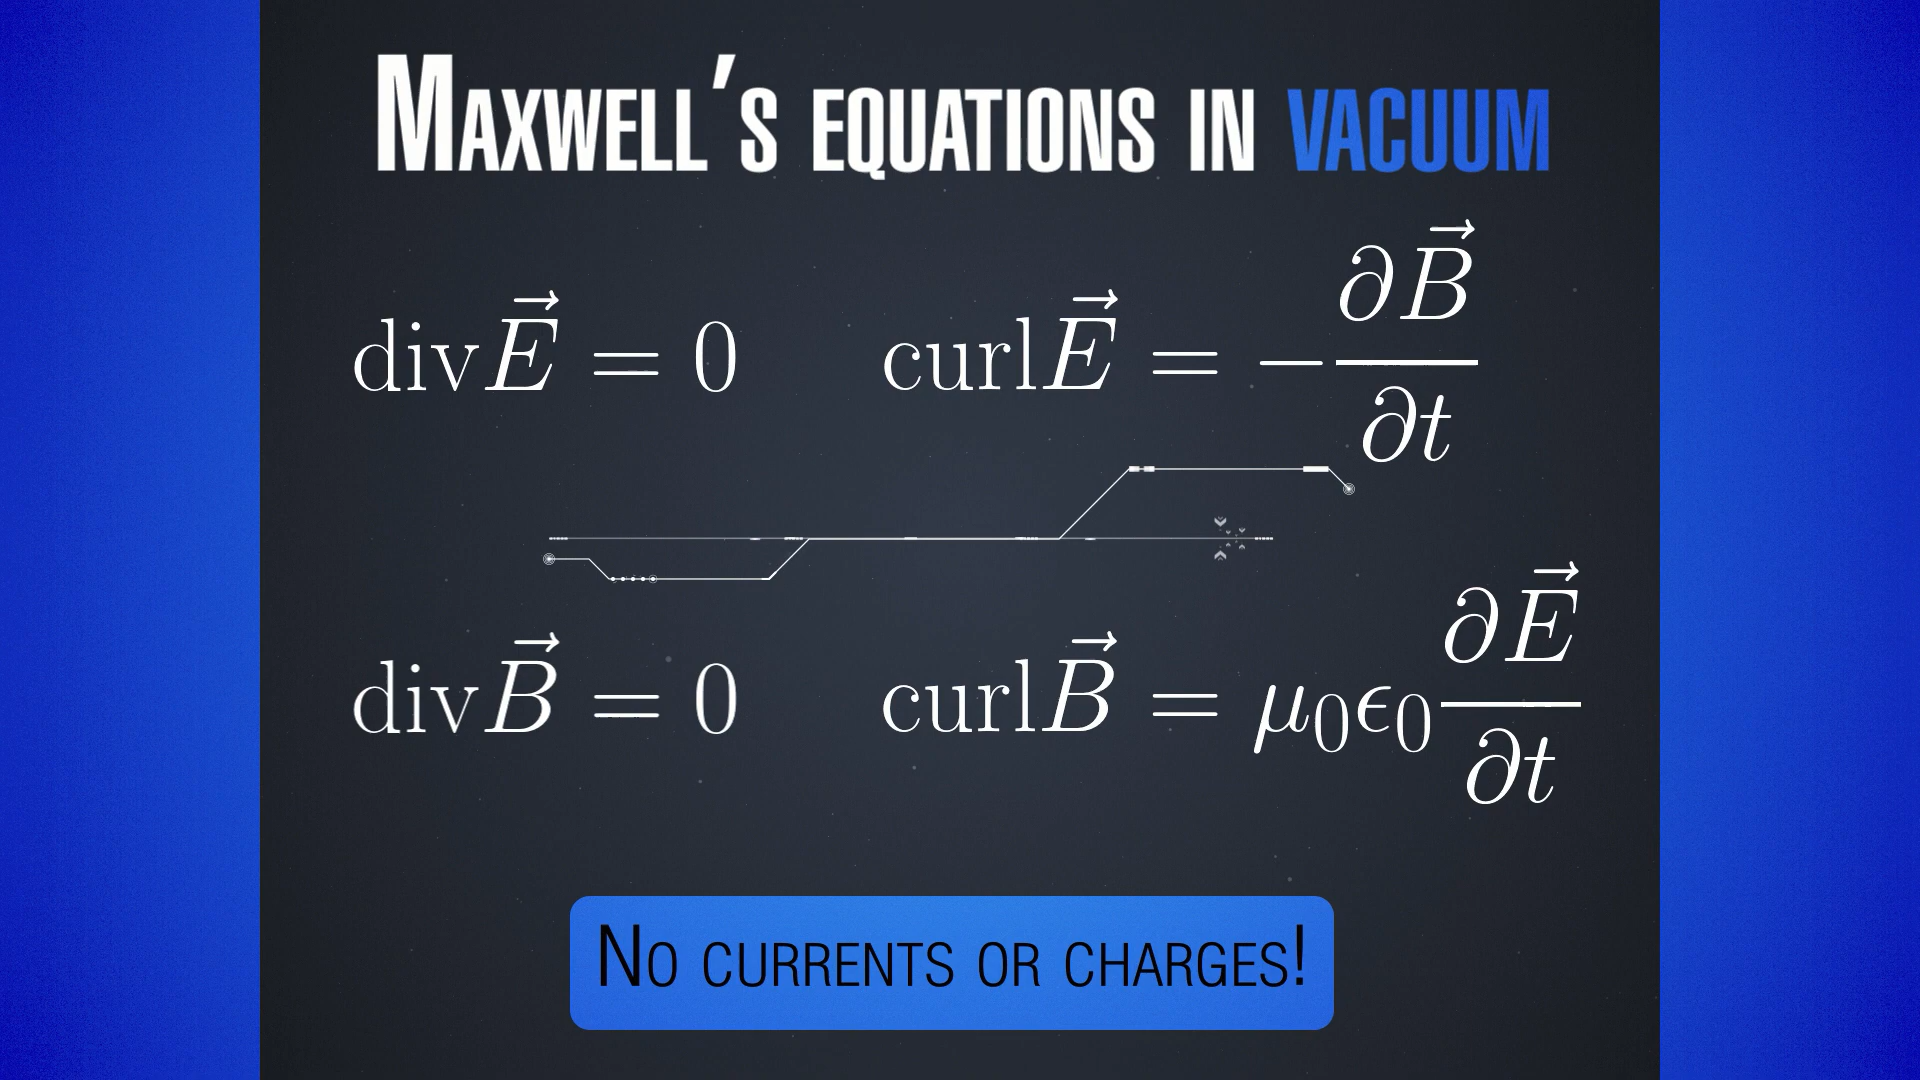 Maxwell's equations in vacuum
div$\vec{E}$ = 0
curl$\vec{E}$ = $-\frac{\partial \vec{B}}{\partial t}$
div$\vec{B}$ = 0
curl$\vec{B}$ = $\mu_0 \epsilon_0 \frac{\partial \vec{E}}{\partial t}$
No currents or charges!